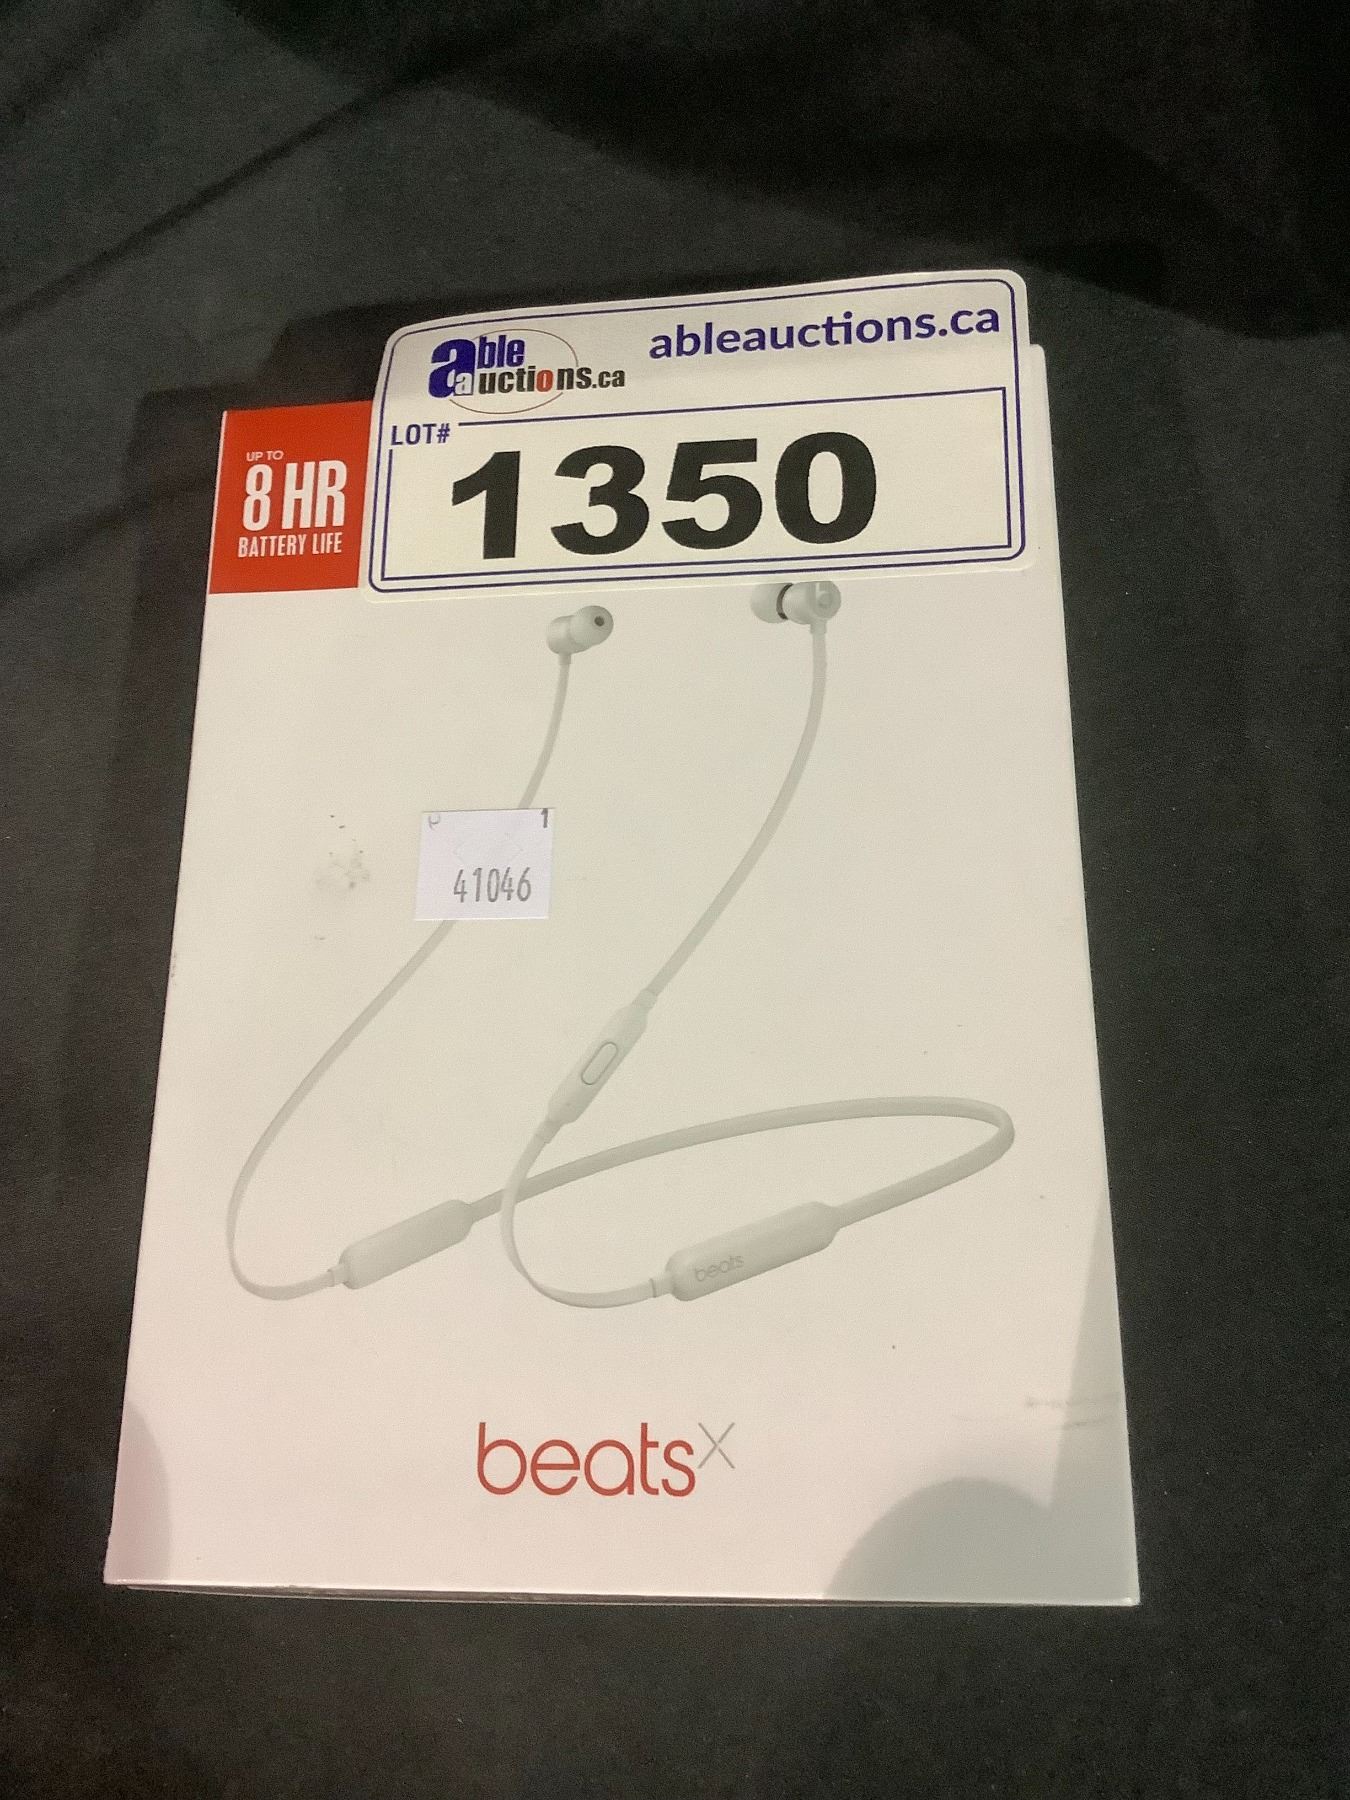 able
auctions.ca
ableauctions.ca
LOT#
1350
UP TO
8 HR
BATTERY LIFE
P 1
41046
beats
beatsX